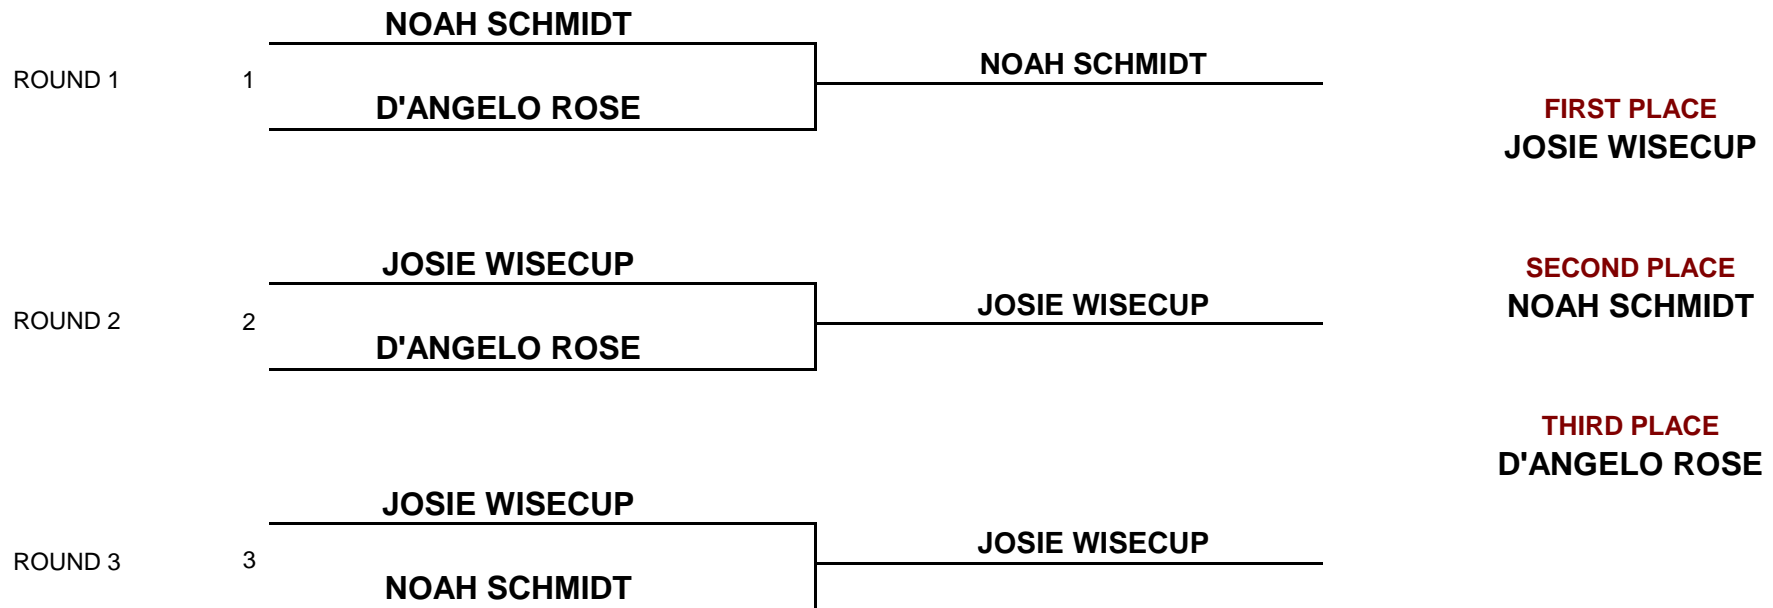 NOAH SCHMIDT
ROUND 1 1 NOAH SCHMIDT
D'ANGELO ROSE
FIRST PLACE
JOSIE WISECUP
JOSIE WISECUP
ROUND 2 2 JOSIE WISECUP
D'ANGELO ROSE
SECOND PLACE
NOAH SCHMIDT
THIRD PLACE
D'ANGELO ROSE
JOSIE WISECUP
ROUND 3 3 JOSIE WISECUP
NOAH SCHMIDT